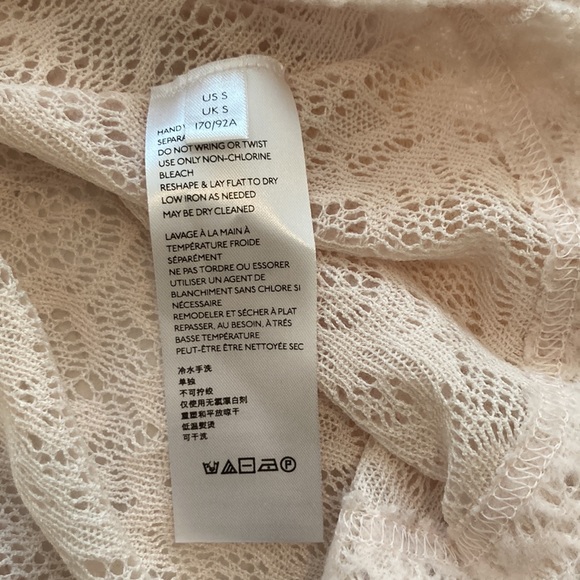 US S
UK S
170/92A
HAND
SEPARA
DO NOT WRING OR TWIST
USE ONLY NON-CHLORINE
BLEACH
RESHAPE & LAY FLAT TO DRY
LOW IRON AS NEEDED
MAY BE DRY CLEANED
LAVAGE À LA MAIN À
TEMPÉRATURE FROIDE
SÉPARÉMENT
NE PAS TORDRE OU ESSORER
UTILISER UN AGENT DE
BLANCHIMENT SANS CHLORE SI
NÉCESSAIRE
REMODELER ET SÉCHER À PLAT
REPASSER, AU BESOIN, À TRÈS
BASSE TEMPÉRATURE
PEUT-ÊTRE ÊTRE NETTOYÉE SEC
冷水手洗
单独
不可拧绞
仅使用无氯漂白剂
重塑和平放晾干
低温熨烫
可干洗
P